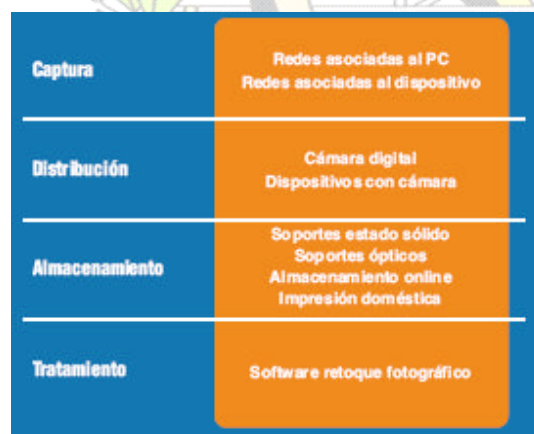 Captura
Redes asociadas al PC
Redes asociadas al dispositivo
Distribución
Cámara digital
Dispositivos con cámara
Almacenamiento
Soportes estado sólido
Soportes ópticos
Almacenamiento online
Impresión doméstica
Tratamiento
Software retoque fotográfico